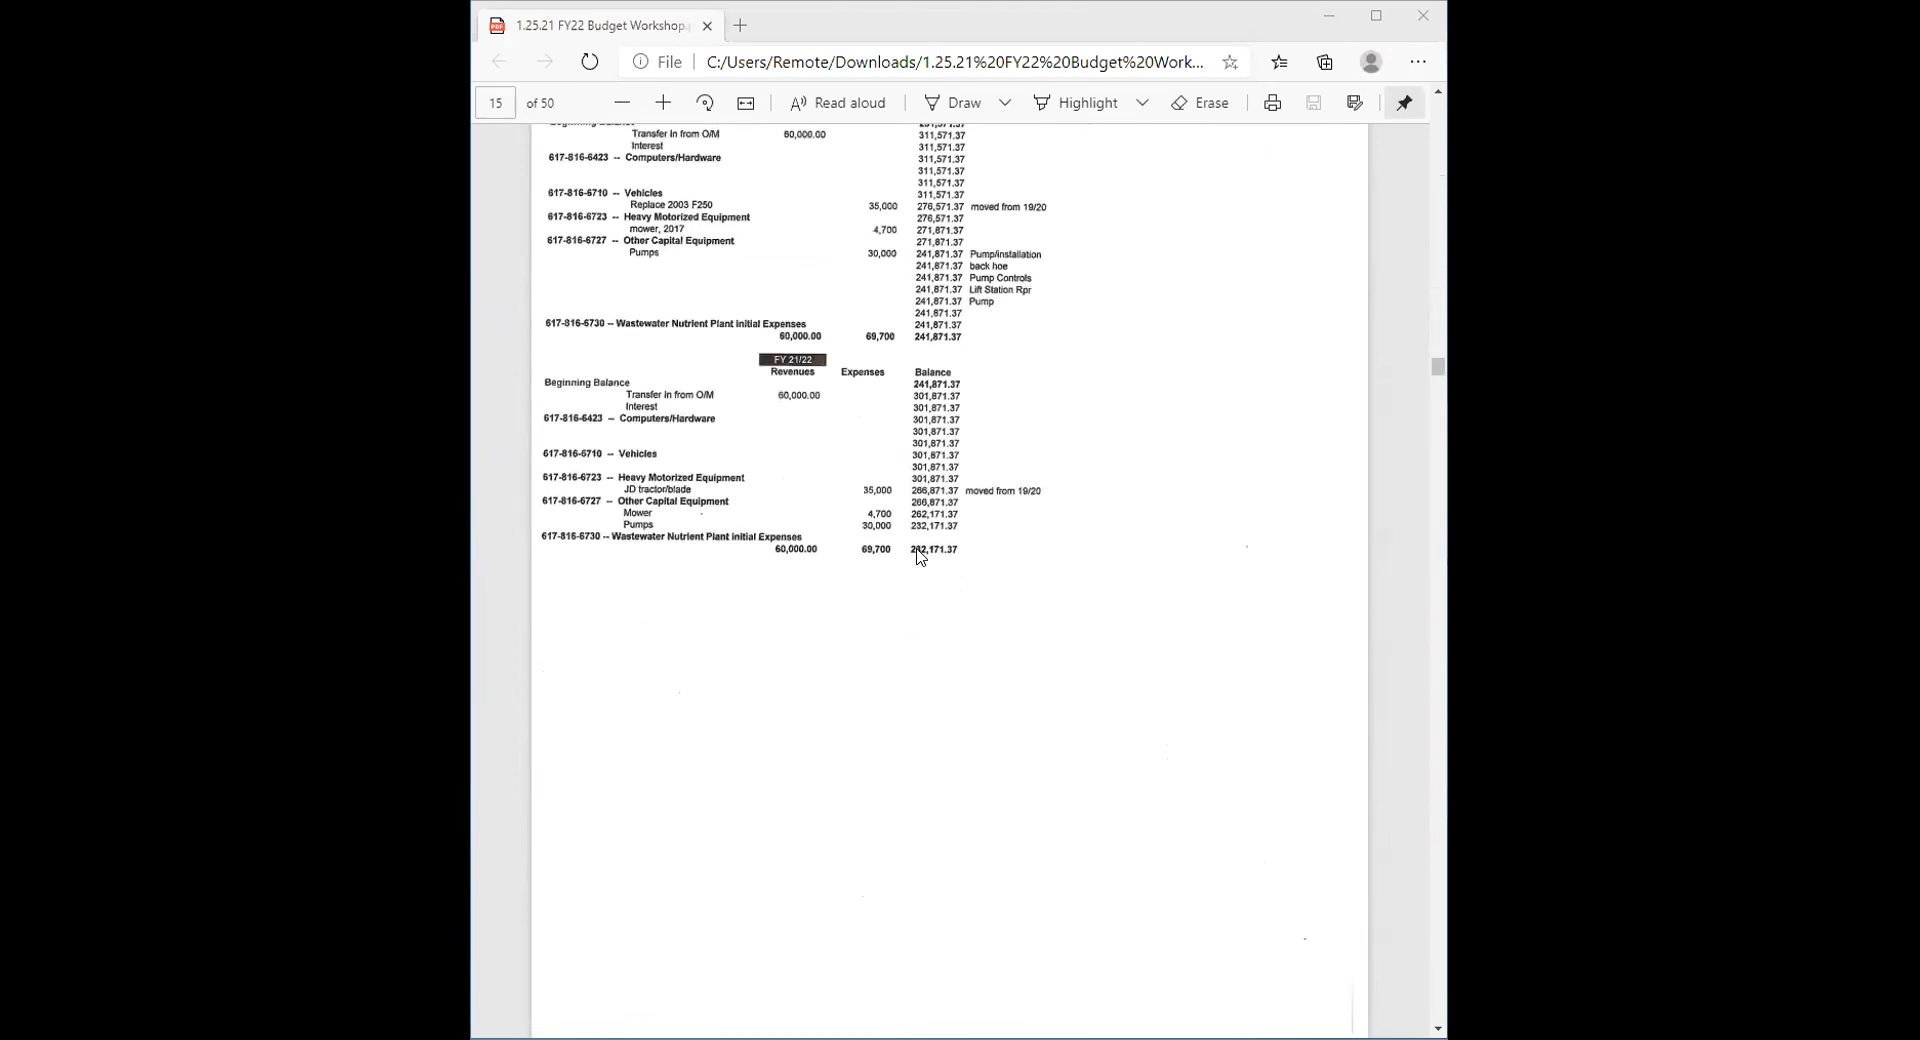 1.25.21 FY22 Budget Workshop.
File C:/Users/Remote/Downloads/1.25.21%20FY22%20Budget%20Work...
15 of 50 Read aloud Draw Highlight Erase
Transfer In from O/M 60,000.00 311,571.37
Interest 311,571.37
617-816-6423 -- Computers/Hardware 311,571.37
311,571.37
311,571.37
617-816-6710 -- Vehicles 311,571.37
Replace 2003 F250 35,000 276,571.37 moved from 19/20
617-816-6723 -- Heavy Motorized Equipment 276,571.37
mower, 2017 4,700 271,871.37
617-816-6727 -- Other Capital Equipment 271,871.37
Pumps 30,000 241,871.37 Pump/installation
241,871.37 back hoe
241,871.37 Pump Controls
241,871.37 Lift Station Rpr
241,871.37 Pump
241,871.37
617-816-6730 -- Wastewater Nutrient Plant initial Expenses 241,871.37
60,000.00 69,700 241,871.37
FY 21/22
Revenues Expenses Balance
Beginning Balance 241,871.37
Transfer In from O/M 60,000.00 301,871.37
Interest 301,871.37
617-816-6423 -- Computers/Hardware 301,871.37
301,871.37
301,871.37
617-816-6710 -- Vehicles 301,871.37
301,871.37
617-816-6723 -- Heavy Motorized Equipment 301,871.37
JD tractor/blade 35,000 266,871.37 moved from 19/20
617-816-6727 -- Other Capital Equipment 266,871.37
Mower 4,700 262,171.37
Pumps 30,000 232,171.37
617-816-6730 -- Wastewater Nutrient Plant initial Expenses
60,000.00 69,700 232,171.37